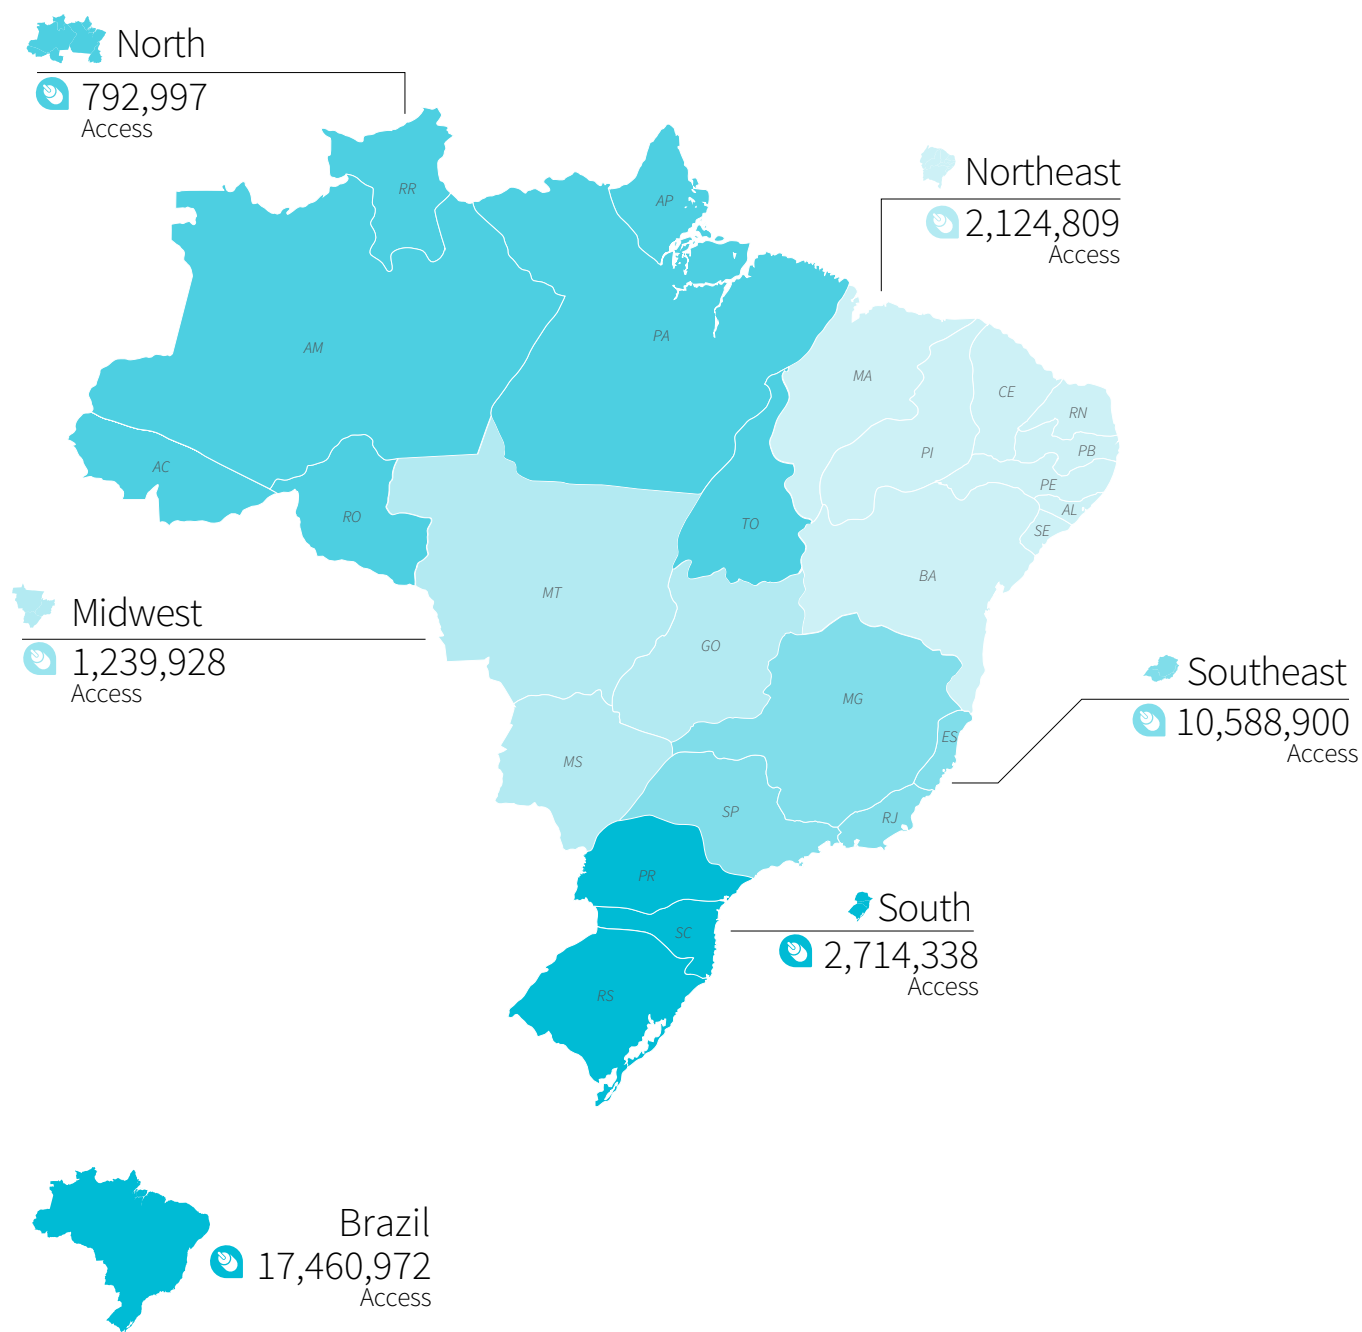 North
792,997
Access
Northeast
2,124,809
Access
RR
AP
AM
PA
MA
CE
RN
PI
PB
AC
PE
AL
RO
TO
SE
BA
MT
Midwest
1,239,928
Access
GO
Southeast
10,588,900
Access
MG
ES
MS
SP
RJ
PR
South
2,714,338
Access
SC
RS
Brazil
17,460,972
Access